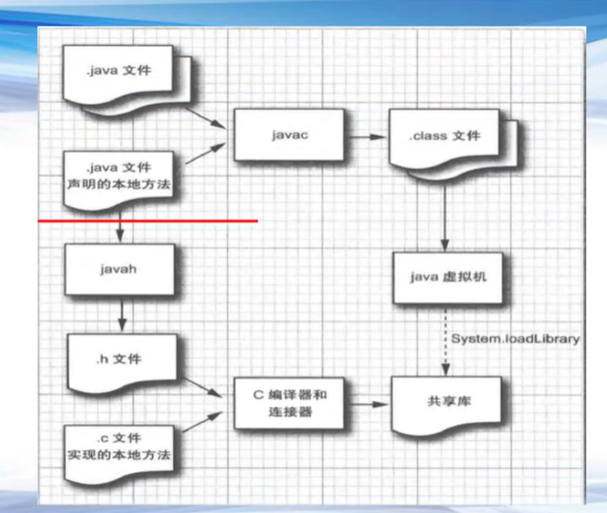 .java 文件
javac
.class 文件
.java 文件
声明的本地方法
javah
java 虚拟机
System.loadLibrary
.h 文件
C 编译器和
连接器
共享库
.c 文件
实现的本地方法